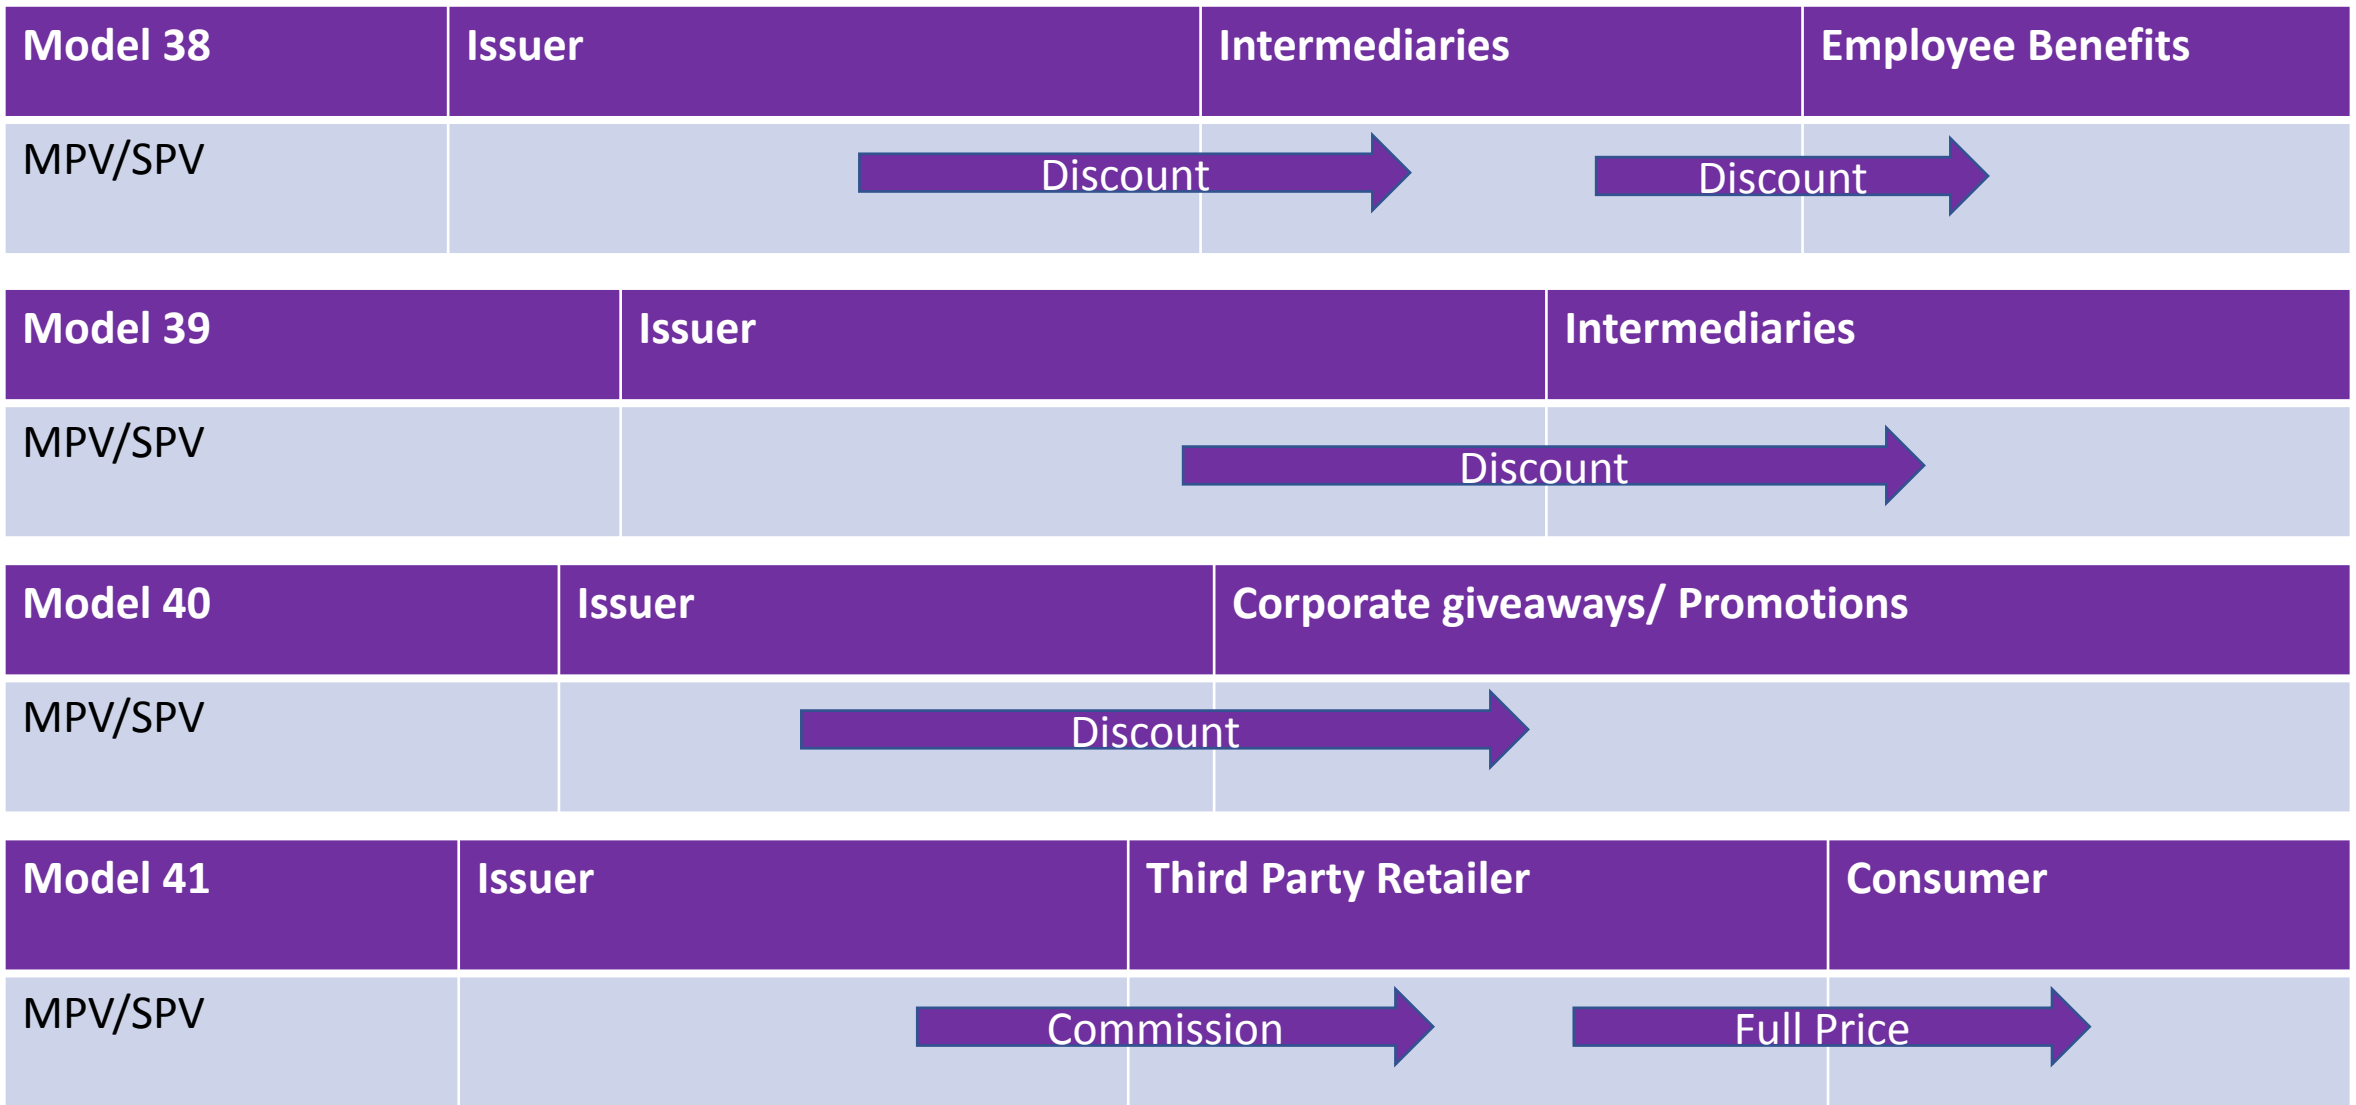 Model 38 Issuer Intermediaries Employee Benefits
MPV/SPV Discount Discount
Model 39 Issuer Intermediaries
MPV/SPV Discount
Model 40 Issuer Corporate giveaways/ Promotions
MPV/SPV Discount
Model 41 Issuer Third Party Retailer Consumer
MPV/SPV Commission Full Price